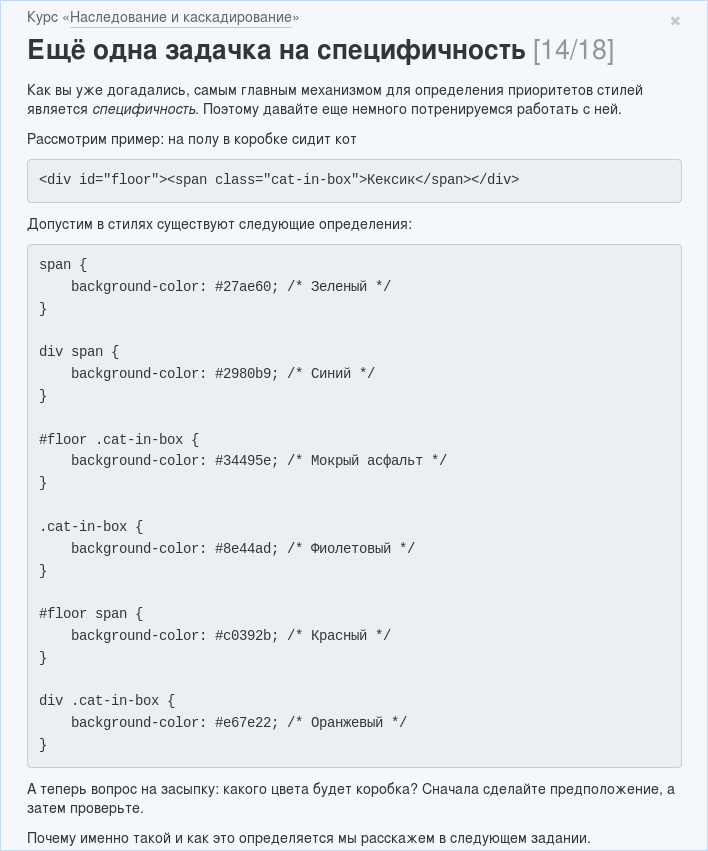 Курс «Наследование и каскадирование»
×
Ещё одна задачка на специфичность [14/18]
Как вы уже догадались, самым главным механизмом для определения приоритетов стилей
является специфичность. Поэтому давайте еще немного потренируемся работать с ней.
Рассмотрим пример: на полу в коробке сидит кот
<div id="floor"><span class="cat-in-box">Кексик</span></div>
Допустим в стилях существуют следующие определения:
span {
    background-color: #27ae60; /* Зеленый */
}
div span {
    background-color: #2980b9; /* Синий */
}
#floor .cat-in-box {
    background-color: #34495e; /* Мокрый асфальт */
}
.cat-in-box {
    background-color: #8e44ad; /* Фиолетовый */
}
#floor span {
    background-color: #c0392b; /* Красный */
}
div .cat-in-box {
    background-color: #e67e22; /* Оранжевый */
}
А теперь вопрос на засыпку: какого цвета будет коробка? Сначала сделайте предположение, а
затем проверьте.
Почему именно такой и как это определяется мы расскажем в следующем задании.